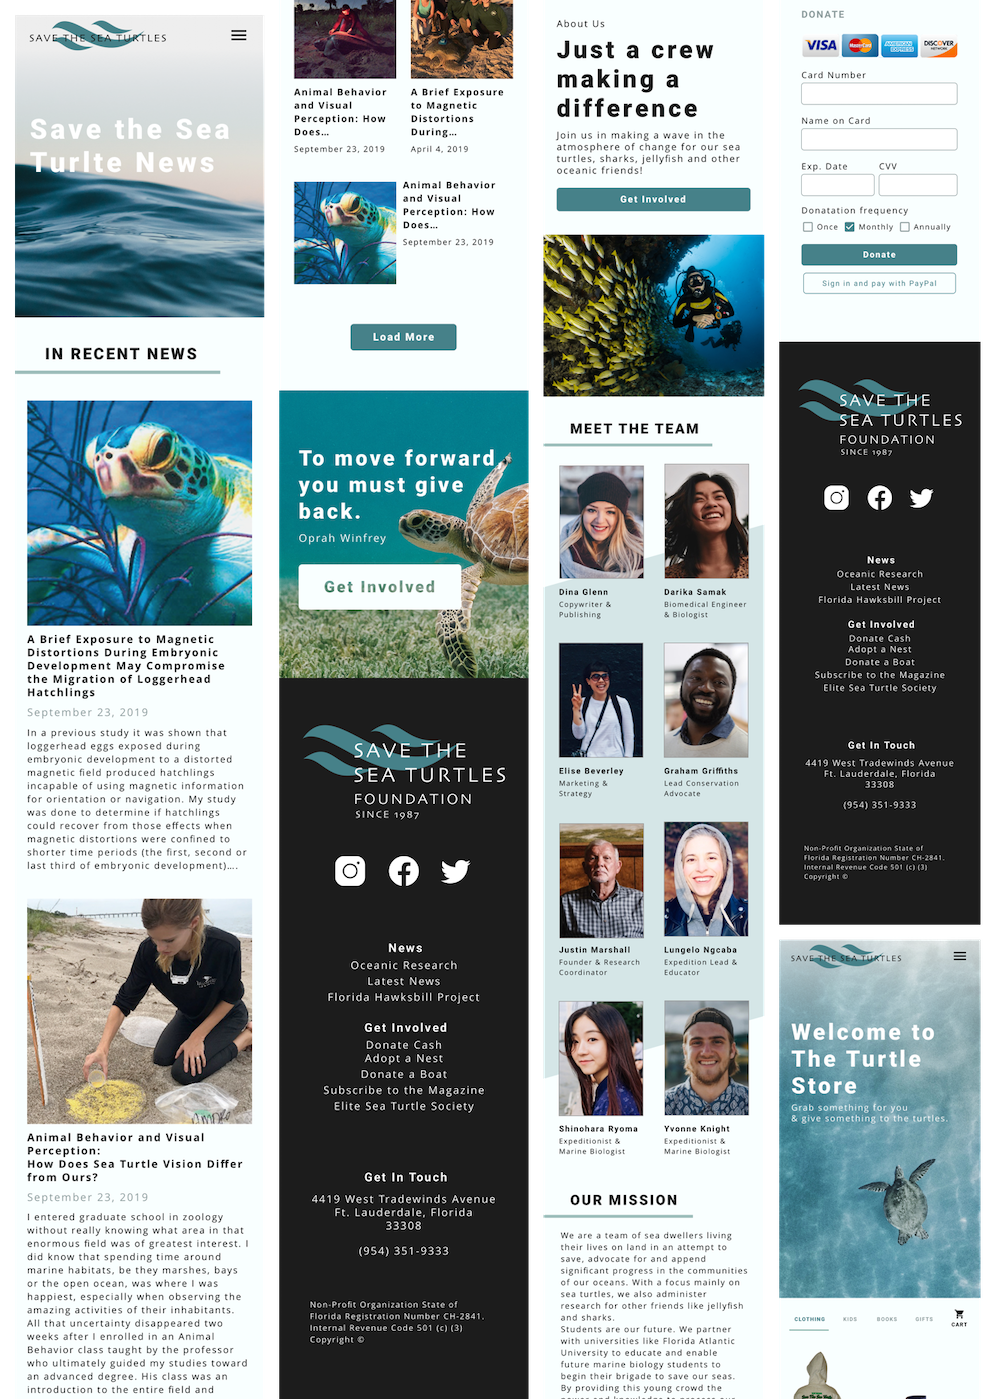 SAVE THE SEA TURTLES
Save the Sea
Turlte News
IN RECENT NEWS
A Brief Exposure to Magnetic
Distortions During Embryonic
Development May Compromise
the Migration of Loggerhead
Hatchlings
September 23, 2019
In a previous study it was shown that
loggerhead eggs exposed during
embryonic development to a distorted
magnetic field produced hatchlings
incapable of using magnetic information
for orientation or navigation. My study
was done to determine if hatchlings
could recover from those effects when
magnetic distortions were confined to
shorter time periods (the first, second or
last third of embryonic development)....
Animal Behavior and Visual
Perception:
How Does Sea Turtle Vision Differ
from Ours?
September 23, 2019
I entered graduate school in zoology
without really knowing what area in that
enormous field was of greatest interest. I
did know that spending time around
marine habitats, be they marshes, bays
or the open ocean, was where I was
happiest, especially when observing the
amazing activities of their inhabitants.
All that uncertainty disappeared two
weeks after I enrolled in an Animal
Behavior class taught by the professor
who ultimately guided my studies toward
an advanced degree. His class was an
introduction to the entire field and
Animal Behavior
and Visual
Perception: How
Does...
September 23, 2019
A Brief Exposure
to Magnetic
Distortions
During...
April 4, 2019
Animal Behavior
and Visual
Perception: How
Does...
September 23, 2019
Load More
To move forward
you must give
back.
Oprah Winfrey
Get Involved
SAVE THE
SEA TURTLES
FOUNDATION
SINCE 1987
News
Oceanic Research
Latest News
Florida Hawksbill Project
Get Involved
Donate Cash
Adopt a Nest
Donate a Boat
Subscribe to the Magazine
Elite Sea Turtle Society
Get In Touch
4419 West Tradewinds Avenue
Ft. Lauderdale, Florida
33308
(954) 351-9333
Non-Profit Organization State of
Florida Registration Number CH-2841.
Internal Revenue Code 501 (c) (3)
Copyright ©
About Us
Just a crew
making a
difference
Join us in making a wave in the
atmosphere of change for our sea
turtles, sharks, jellyfish and other
oceanic friends!
Get Involved
MEET THE TEAM
Dina Glenn
Copywriter &
Publishing
Darika Samak
Biomedical Engineer
& Biologist
Elise Beverley
Marketing &
Strategy
Graham Griffiths
Lead Conservation
Advocate
Justin Marshall
Founder & Research
Coordinator
Lungelo Ngcaba
Expedition Lead &
Educator
Shinohara Ryoma
Expeditionist &
Marine Biologist
Yvonne Knight
Expeditionist &
Marine Biologist
OUR MISSION
We are a team of sea dwellers living
their lives on land in an attempt to
save, advocate for and append
significant progress in the communities
of our oceans. With a focus mainly on
sea turtles, we also administer
research for other friends like jellyfish
and sharks.
Students are our future. We partner
with universities like Florida Atlantic
University to educate and enable
future marine biology students to
begin their brigade to save our seas.
By providing this young crowd the
DONATE
VISA
MasterCard
AMERICAN EXPRESS
DISCOVER
NETWORK
Card Number
Name on Card
Exp. Date
CVV
Donatation frequency
Once
Monthly
Annually
Donate
Sign in and pay with PayPal
SAVE THE
SEA TURTLES
FOUNDATION
SINCE 1987
News
Oceanic Research
Latest News
Florida Hawksbill Project
Get Involved
Donate Cash
Adopt a Nest
Donate a Boat
Subscribe to the Magazine
Elite Sea Turtle Society
Get In Touch
4419 West Tradewinds Avenue
Ft. Lauderdale, Florida
33308
(954) 351-9333
Non-Profit Organization State of
Florida Registration Number CH-2841.
Internal Revenue Code 501 (c) (3)
Copyright ©
SAVE THE SEA TURTLES
Welcome to
The Turtle
Store
Grab something for you
& give something to the turtles.
CLOTHING
KIDS
BOOKS
GIFTS
CART